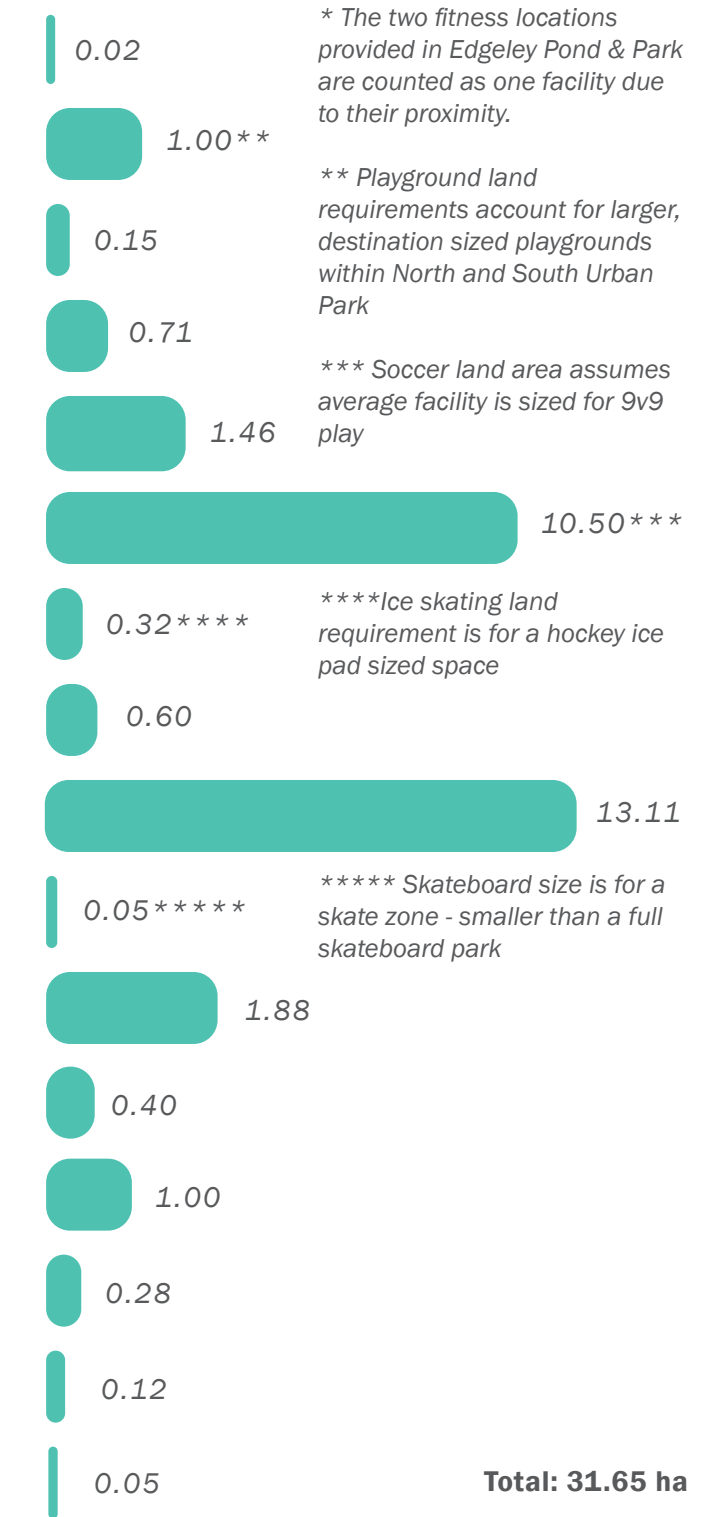 0.02
* The two fitness locations
provided in Edgeley Pond & Park
are counted as one facility due
to their proximity.
1.00**
** Playground land
requirements account for larger,
destination sized playgrounds
within North and South Urban
Park
0.15
0.71
*** Soccer land area assumes
average facility is sized for 9v9
play
1.46
10.50***
0.32****
****Ice skating land
requirement is for a hockey ice
pad sized space
0.60
13.11
0.05*****
***** Skateboard size is for a
skate zone - smaller than a full
skateboard park
1.88
0.40
1.00
0.28
0.12
0.05
Total: 31.65 ha